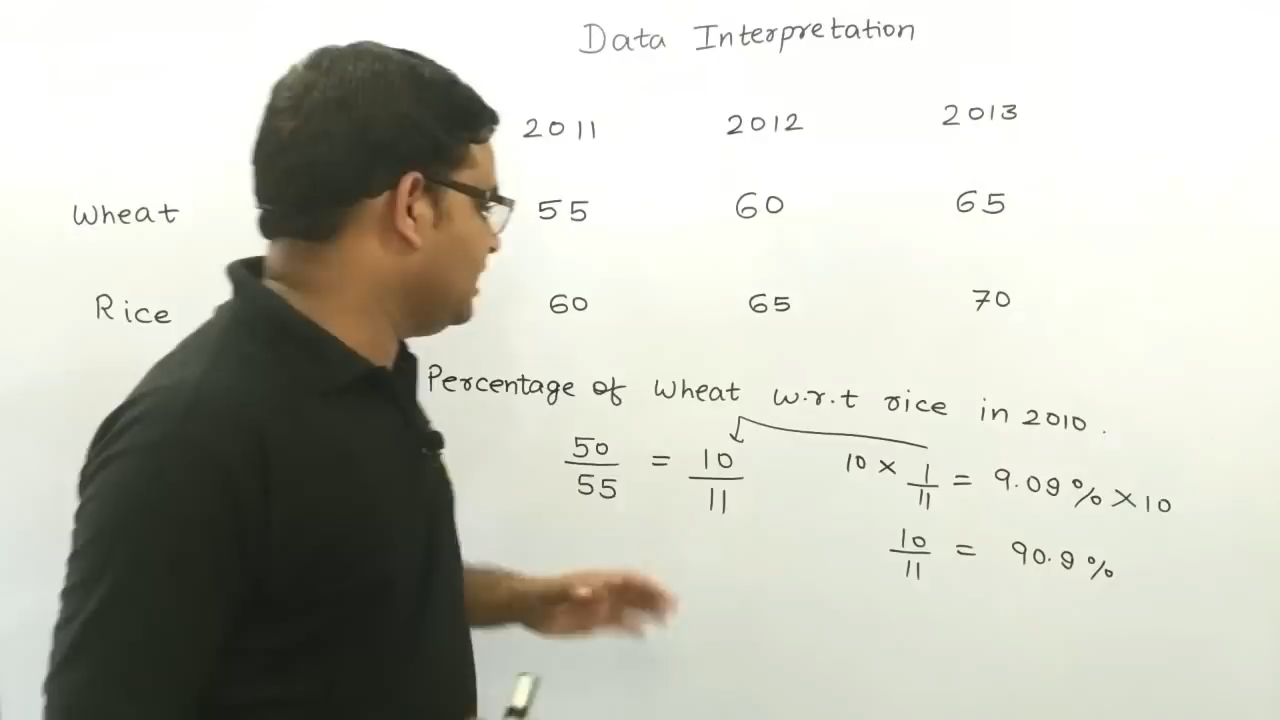 Data Interpretation
2011 2012 2013
Wheat 55 60 65
Rice 60 65 70
Percentage of wheat w.r.t rice in 2010.
50/55 = 10/11
10 × 1/11 = 9.09% × 10
10/11 = 90.9%